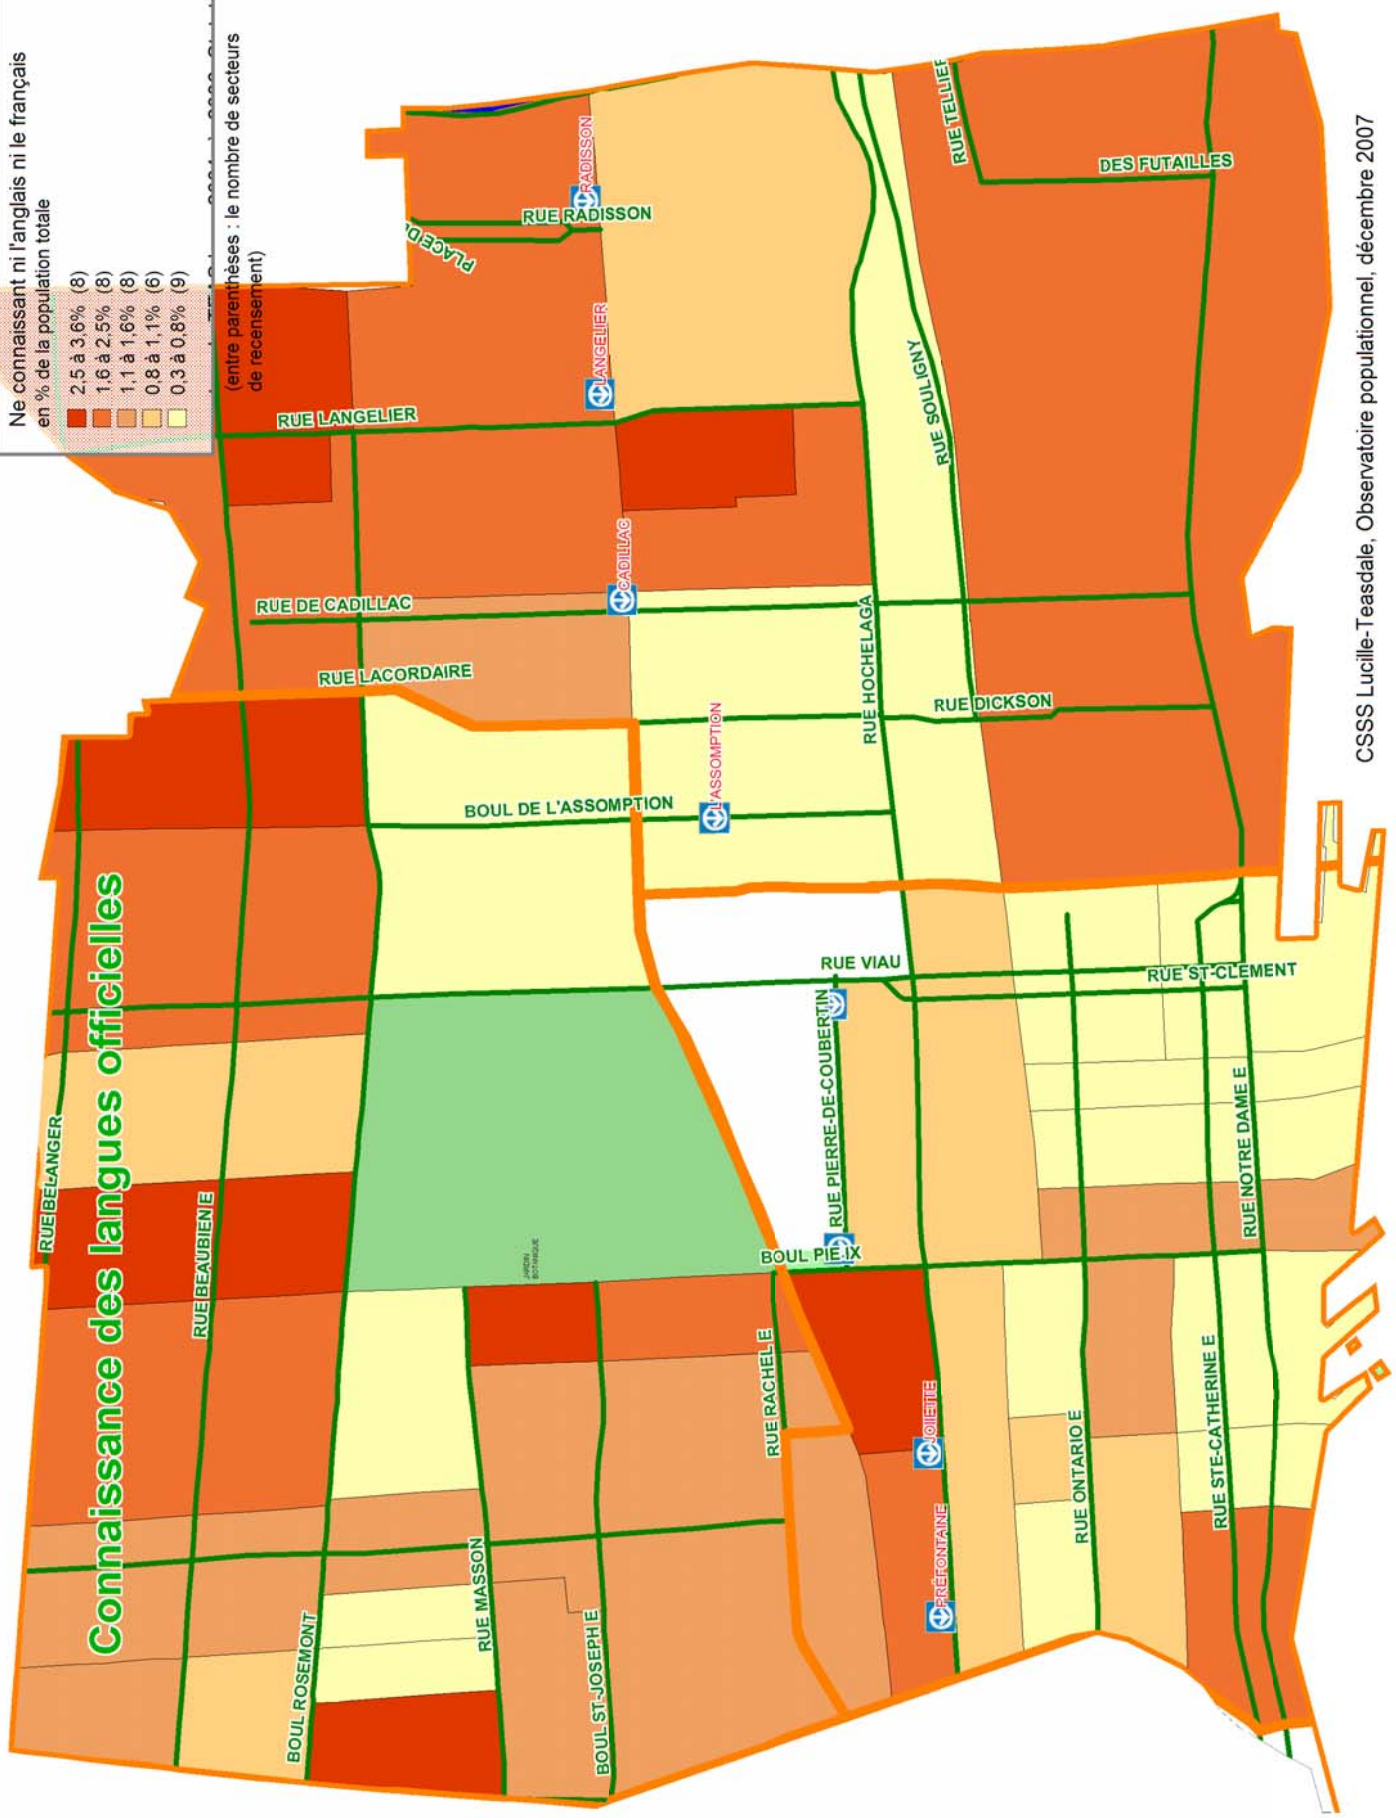 Connaissance des langues officielles
Ne connaissant ni l'anglais ni le français
en % de la population totale
2,5 à 3,6% (8)
1,6 à 2,5% (8)
1,1 à 1,6% (8)
0,8 à 1,1% (6)
0,3 à 0,8% (9)
(entre parenthèses : le nombre de secteurs
de recensement)
RUE BÉLANGER
RUE BEAUBIEN E
BOUL ROSEMONT
RUE MASSON
BOUL ST-JOSEPH E
RUE RACHEL E
JARDIN
BOTANIQUE
BOUL PIE IX
RUE PIERRE-DE-COUBERTIN
RUE VIAU
RUE ST-CLEMENT
RUE NOTRE DAME E
RUE STE-CATHERINE E
RUE ONTARIO E
PRÉFONTAINE
JOLIETTE
BOUL DE L'ASSOMPTION
L'ASSOMPTION
RUE LACORDAIRE
RUE DE CADILLAC
CADILLAC
RUE HOCHELAGA
RUE DICKSON
RUE SOULIGNY
RUE LANGELIER
LANGELIER
RUE RADISSON
RADISSON
PLACE
RUE TELLIER
DES FUTAILLES
CSSS Lucille-Teasdale, Observatoire populationnel, décembre 2007